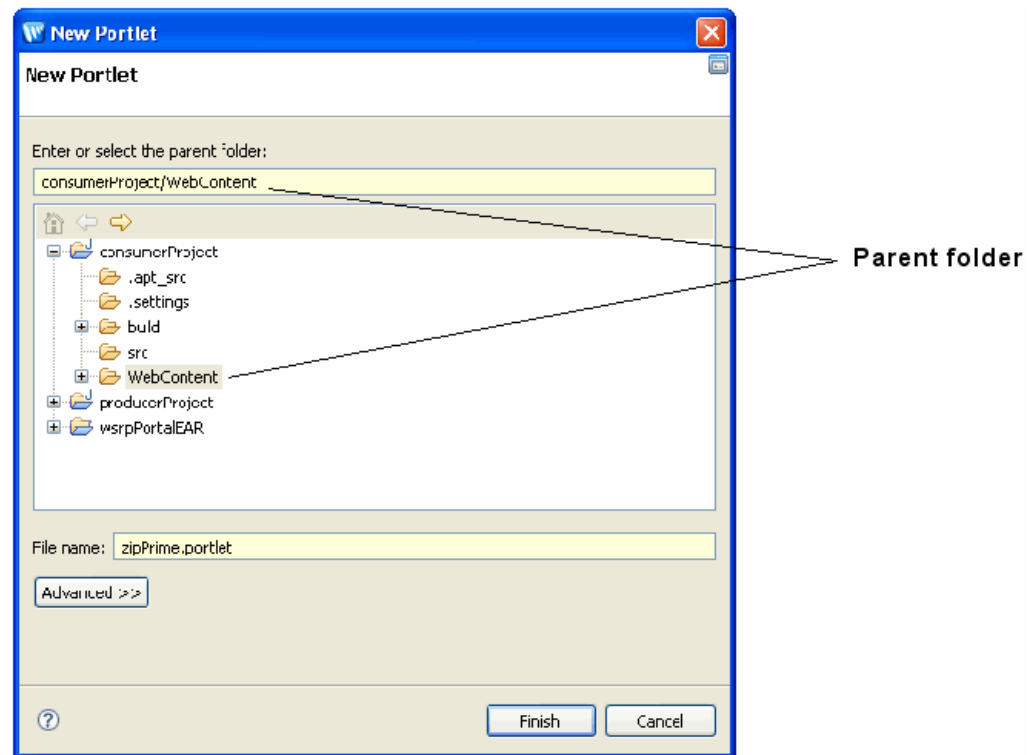 New Portlet
New Portlet
Enter or select the parent folder:
consumerProject/WebContent
consumerProject
.apt_src
.settings
build
src
WebContent
producerProject
wsrpPortalEAR
Parent folder
File name: zipPrime.portlet
Advanced >>
Finish Cancel